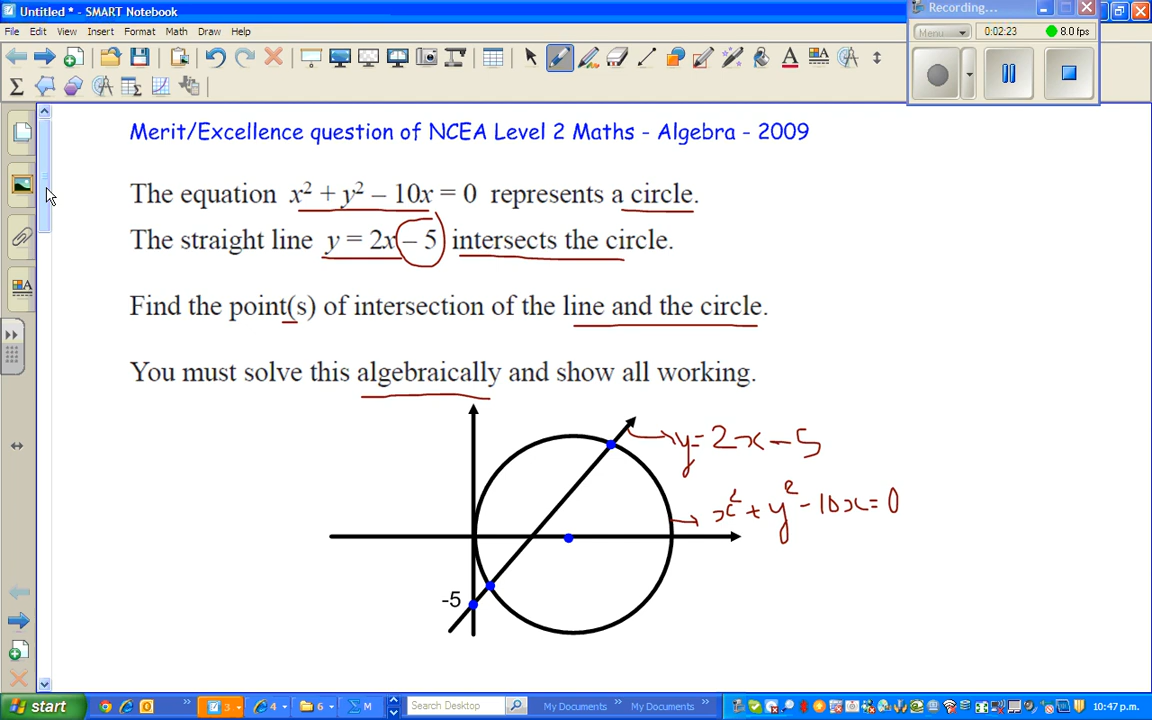 Untitled * - SMART Notebook
Recording...
File Edit View Insert Format Math Draw Help
Menu 0:02:23 8.0 fps
Merit/Excellence question of NCEA Level 2 Maths - Algebra - 2009
The equation x² + y² – 10x = 0 represents a circle.
The straight line y = 2x – 5 intersects the circle.
Find the point(s) of intersection of the line and the circle.
You must solve this algebraically and show all working.
y=2x-5
x²+y²-10x=0
-5
start 3 4 6 M Search Desktop My Documents My Documents 10:47 p.m.